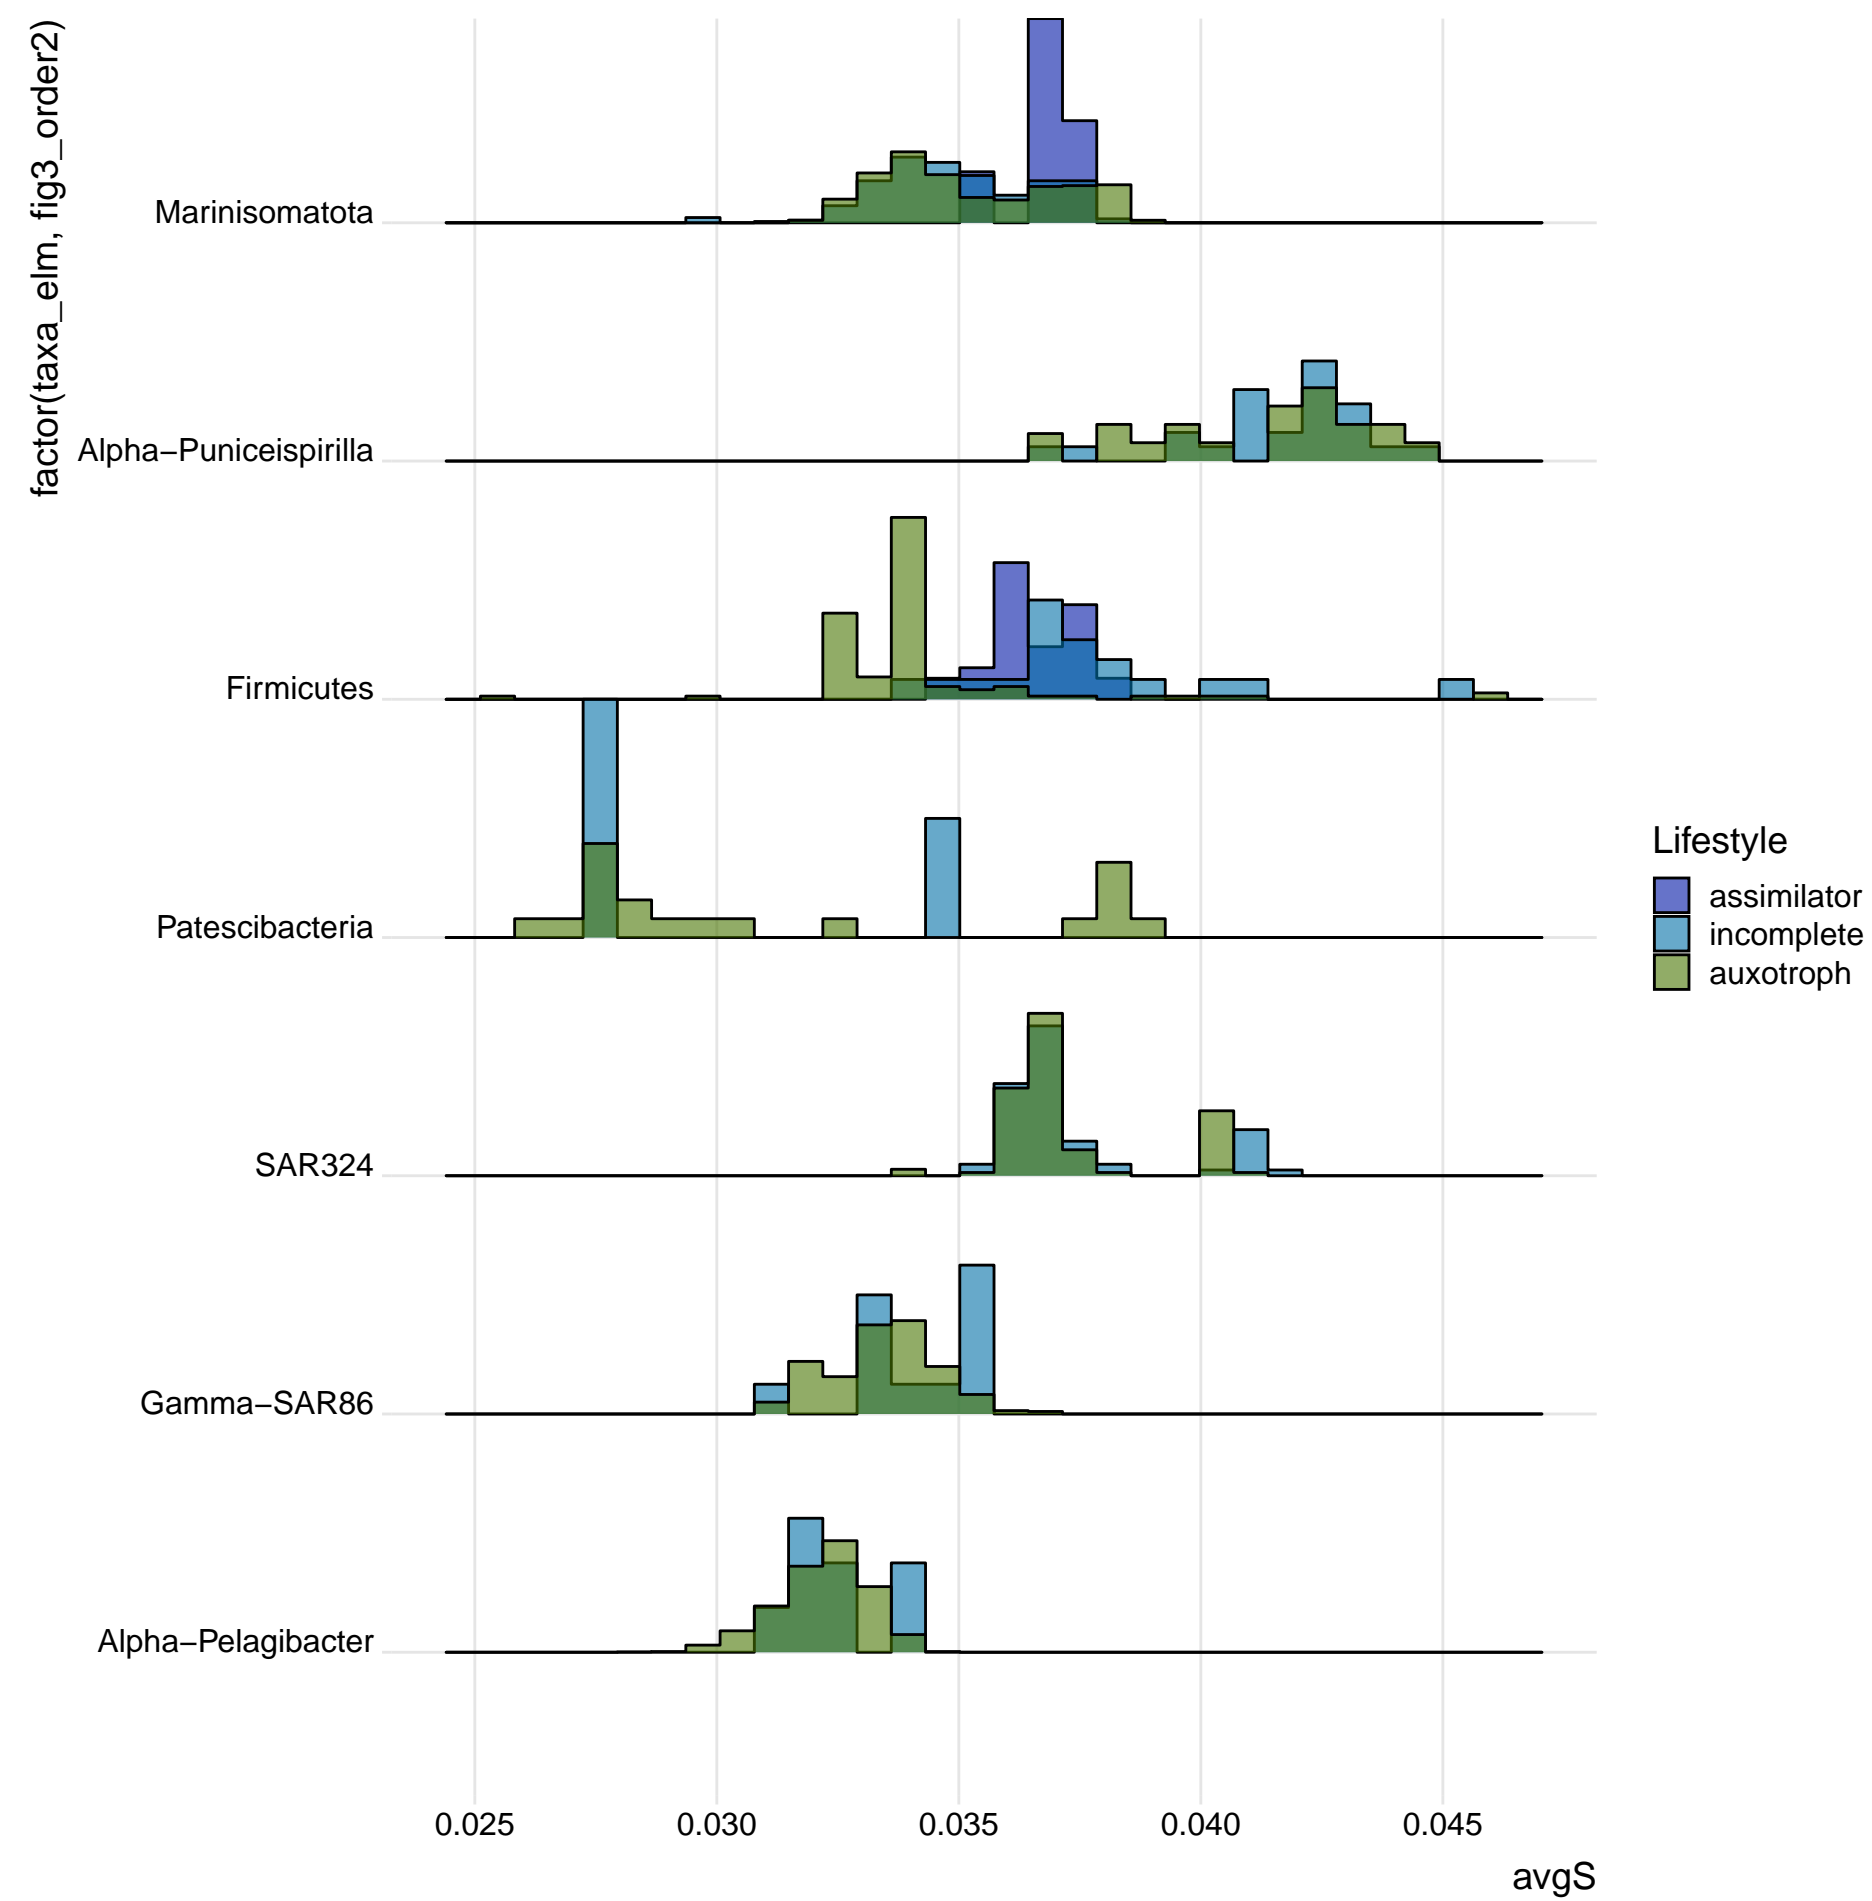 factor(taxa_elm, fig3_order2)
Marinisomatota
Alpha−Puniceispirilla
Firmicutes
Patescibacteria
SAR324
Gamma−SAR86
Alpha−Pelagibacter
0.025
0.030
0.035
0.040
0.045
avgS
Lifestyle
assimilator
incomplete
auxotroph